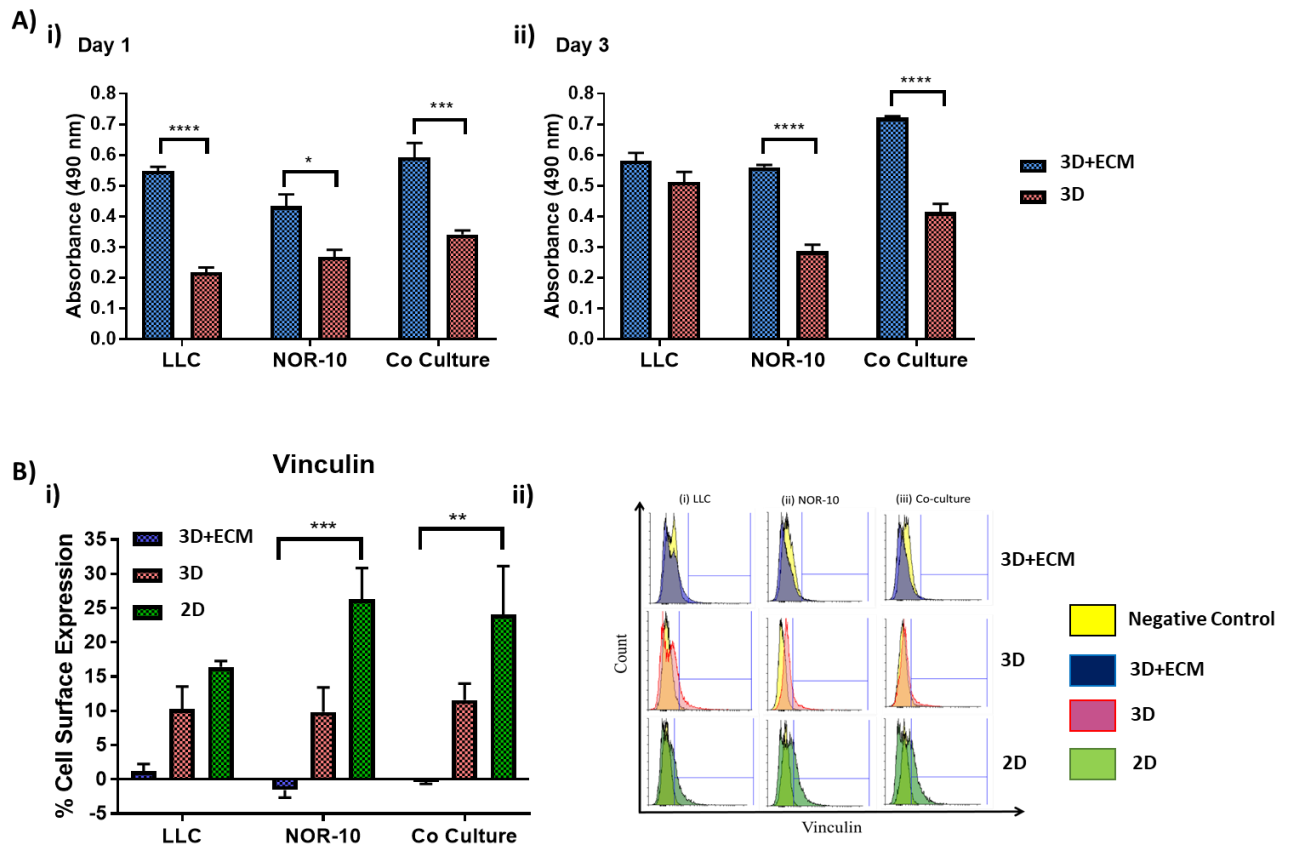 A)
i) Day 1
Absorbance (490 nm)
0.8
0.7
0.6
0.5
0.4
0.3
0.2
0.1
0.0
****
*
***
LLC NOR-10 Co Culture
ii) Day 3
Absorbance (490 nm)
0.8
0.7
0.6
0.5
0.4
0.3
0.2
0.1
0.0
****
****
LLC NOR-10 Co Culture
3D+ECM
3D
B)
i)
Vinculin
% Cell Surface Expression
35
30
25
20
15
10
5
0
-5
3D+ECM
3D
2D
***
**
LLC NOR-10 Co Culture
ii)
(i) LLC (ii) NOR-10 (iii) Co-culture
Count
3D+ECM
3D
2D
Vinculin
Negative Control
3D+ECM
3D
2D